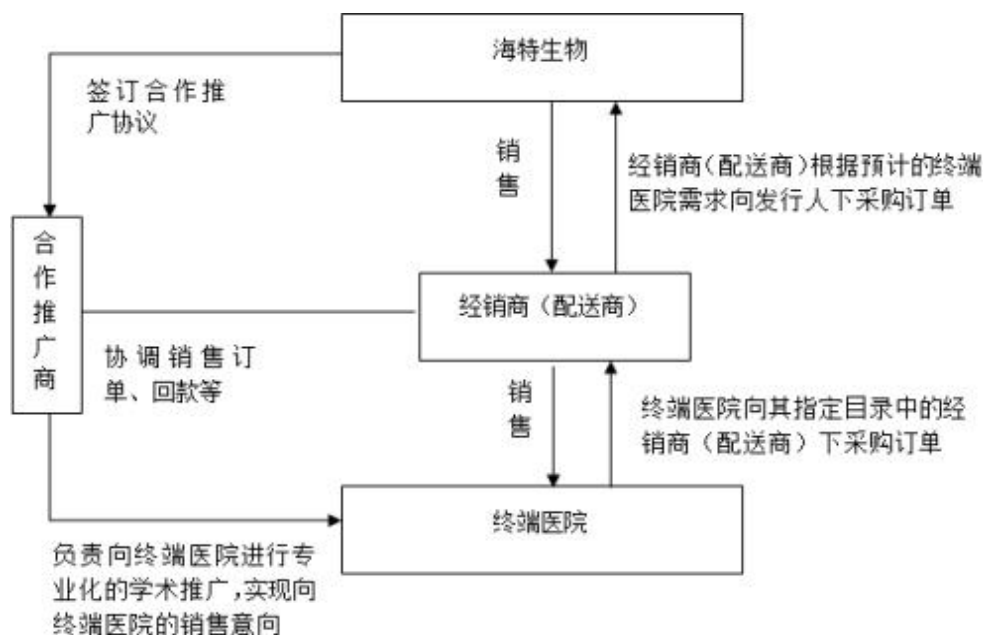 海特生物
签订合作推
广协议
销
售
经销商(配送商)根据预计的终端
医院需求向发行人下采购订单
合
作
推
广
商
经销商（配送商）
协调销售订
单、回款等
销
售
终端医院向其指定目录中的经
销商（配送商）下采购订单
终端医院
负责向终端医院进行专
业化的学术推广,实现向
终端医院的销售意向